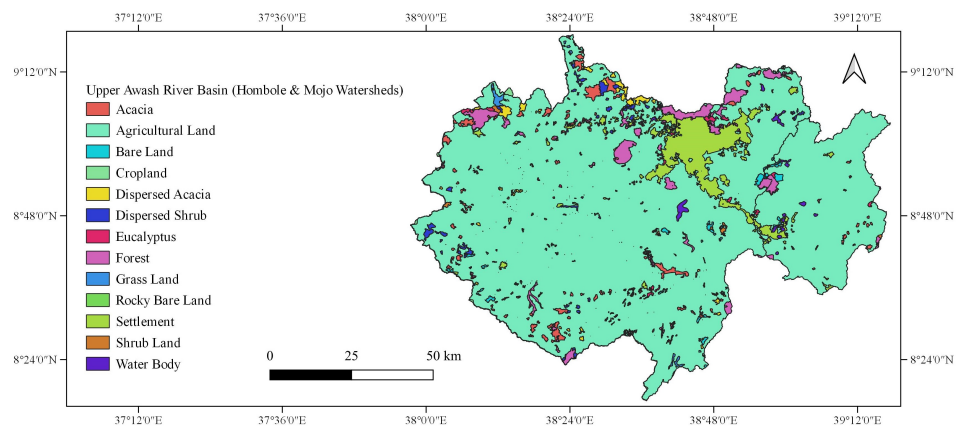 37°12'0"E 37°36'0"E 38°0'0"E 38°24'0"E 38°48'0"E 39°12'0"E
9°12'0"N 9°12'0"N
Upper Awash River Basin (Hombole & Mojo Watersheds)
Acacia
Agricultural Land
Bare Land
Cropland
Dispersed Acacia
Dispersed Shrub
8°48'0"N 8°48'0"N
Eucalyptus
Forest
Grass Land
Rocky Bare Land
Settlement
Shrub Land
Water Body
0 25 50 km
8°24'0"N 8°24'0"N
37°12'0"E 37°36'0"E 38°0'0"E 38°24'0"E 38°48'0"E 39°12'0"E